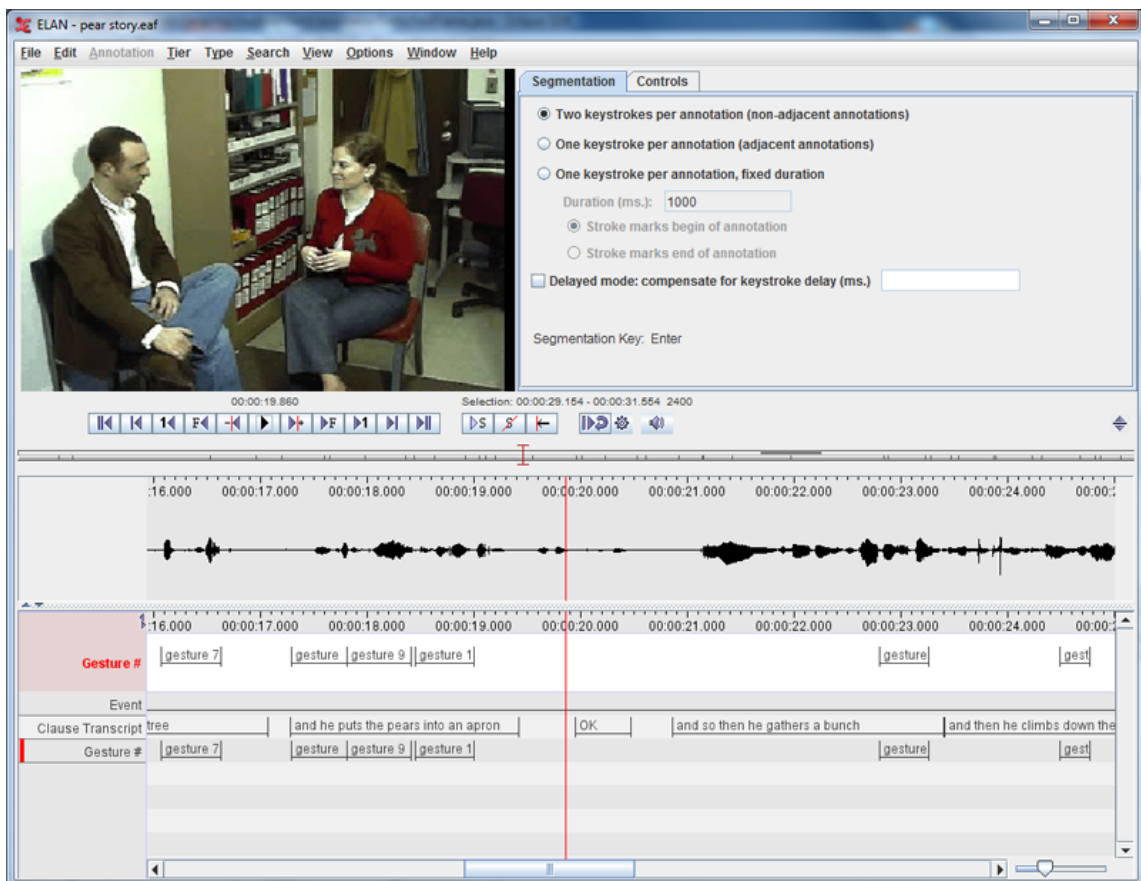 ELAN - pear story.eaf
File Edit Annotation Tier Type Search View Options Window Help
Segmentation Controls
Two keystrokes per annotation (non-adjacent annotations)
One keystroke per annotation (adjacent annotations)
One keystroke per annotation, fixed duration
Duration (ms.): 1000
Stroke marks begin of annotation
Stroke marks end of annotation
Delayed mode: compensate for keystroke delay (ms.)
Segmentation Key: Enter
00:00:19.860 Selection: 00:00:29.154 - 00:00:31.554 2400
1 F F 1 S S
:16.000 00:00:17.000 00:00:18.000 00:00:19.000 00:00:20.000 00:00:21.000 00:00:22.000 00:00:23.000 00:00:24.000 00:00:2
:16.000 00:00:17.000 00:00:18.000 00:00:19.000 00:00:20.000 00:00:21.000 00:00:22.000 00:00:23.000 00:00:24.000 00:00:2
Gesture # gesture 7 gesture gesture 9 gesture 1 gesture gest
Event
Clause Transcript tree and he puts the pears into an apron OK and so then he gathers a bunch and then he climbs down the
Gesture # gesture 7 gesture gesture 9 gesture 1 gesture gest